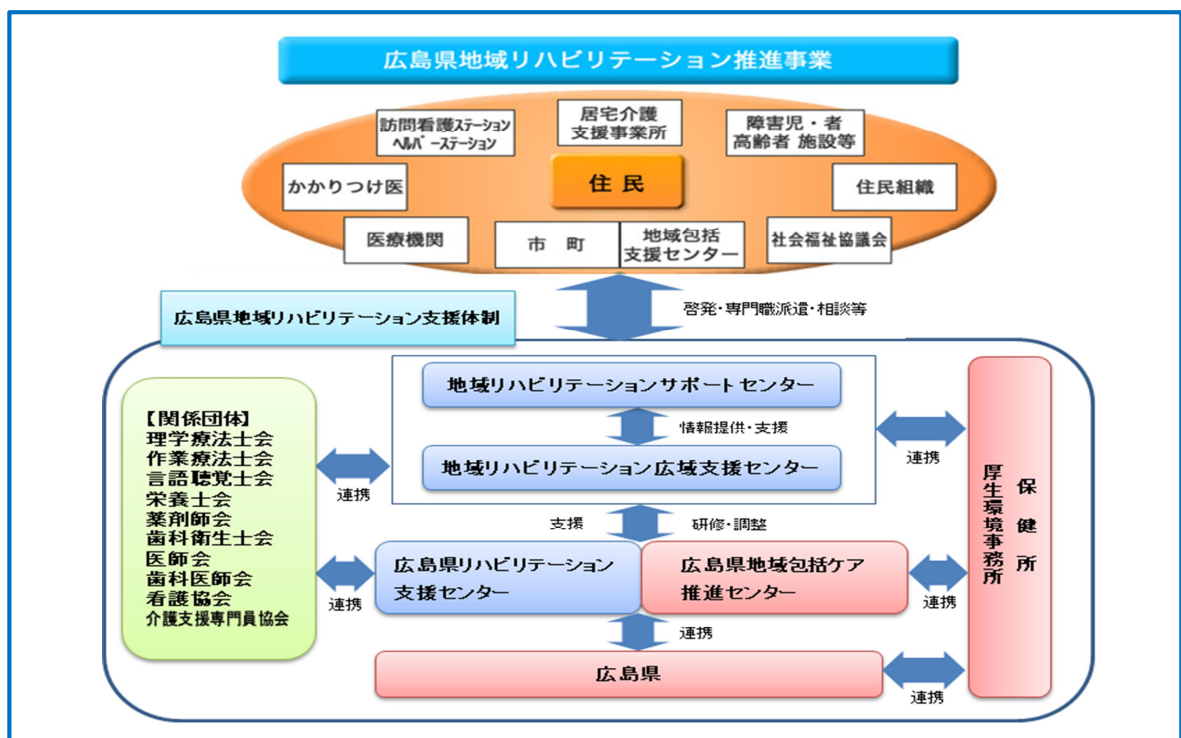 広島県地域リハビリテーション推進事業
訪問看護ステーション
ヘルパーステーション
居宅介護
支援事業所
障害児・者
高齢者 施設等
かかりつけ医
住 民
住民組織
医療機関
市 町
地域包括
支援センター
社会福祉協議会
啓発・専門職派遣・相談等
広島県地域リハビリテーション支援体制
【関係団体】
理学療法士会
作業療法士会
言語聴覚士会
栄養士会
薬剤師会
歯科衛生士会
医師会
歯科医師会
看護協会
介護支援専門員協会
地域リハビリテーションサポートセンター
情報提供・支援
地域リハビリテーション広域支援センター
連携
連携
支援
研修・調整
広島県リハビリテーション
支援センター
広島県地域包括ケア
推進センター
連携
連携
連携
広島県
連携
保健所
厚生環境事務所